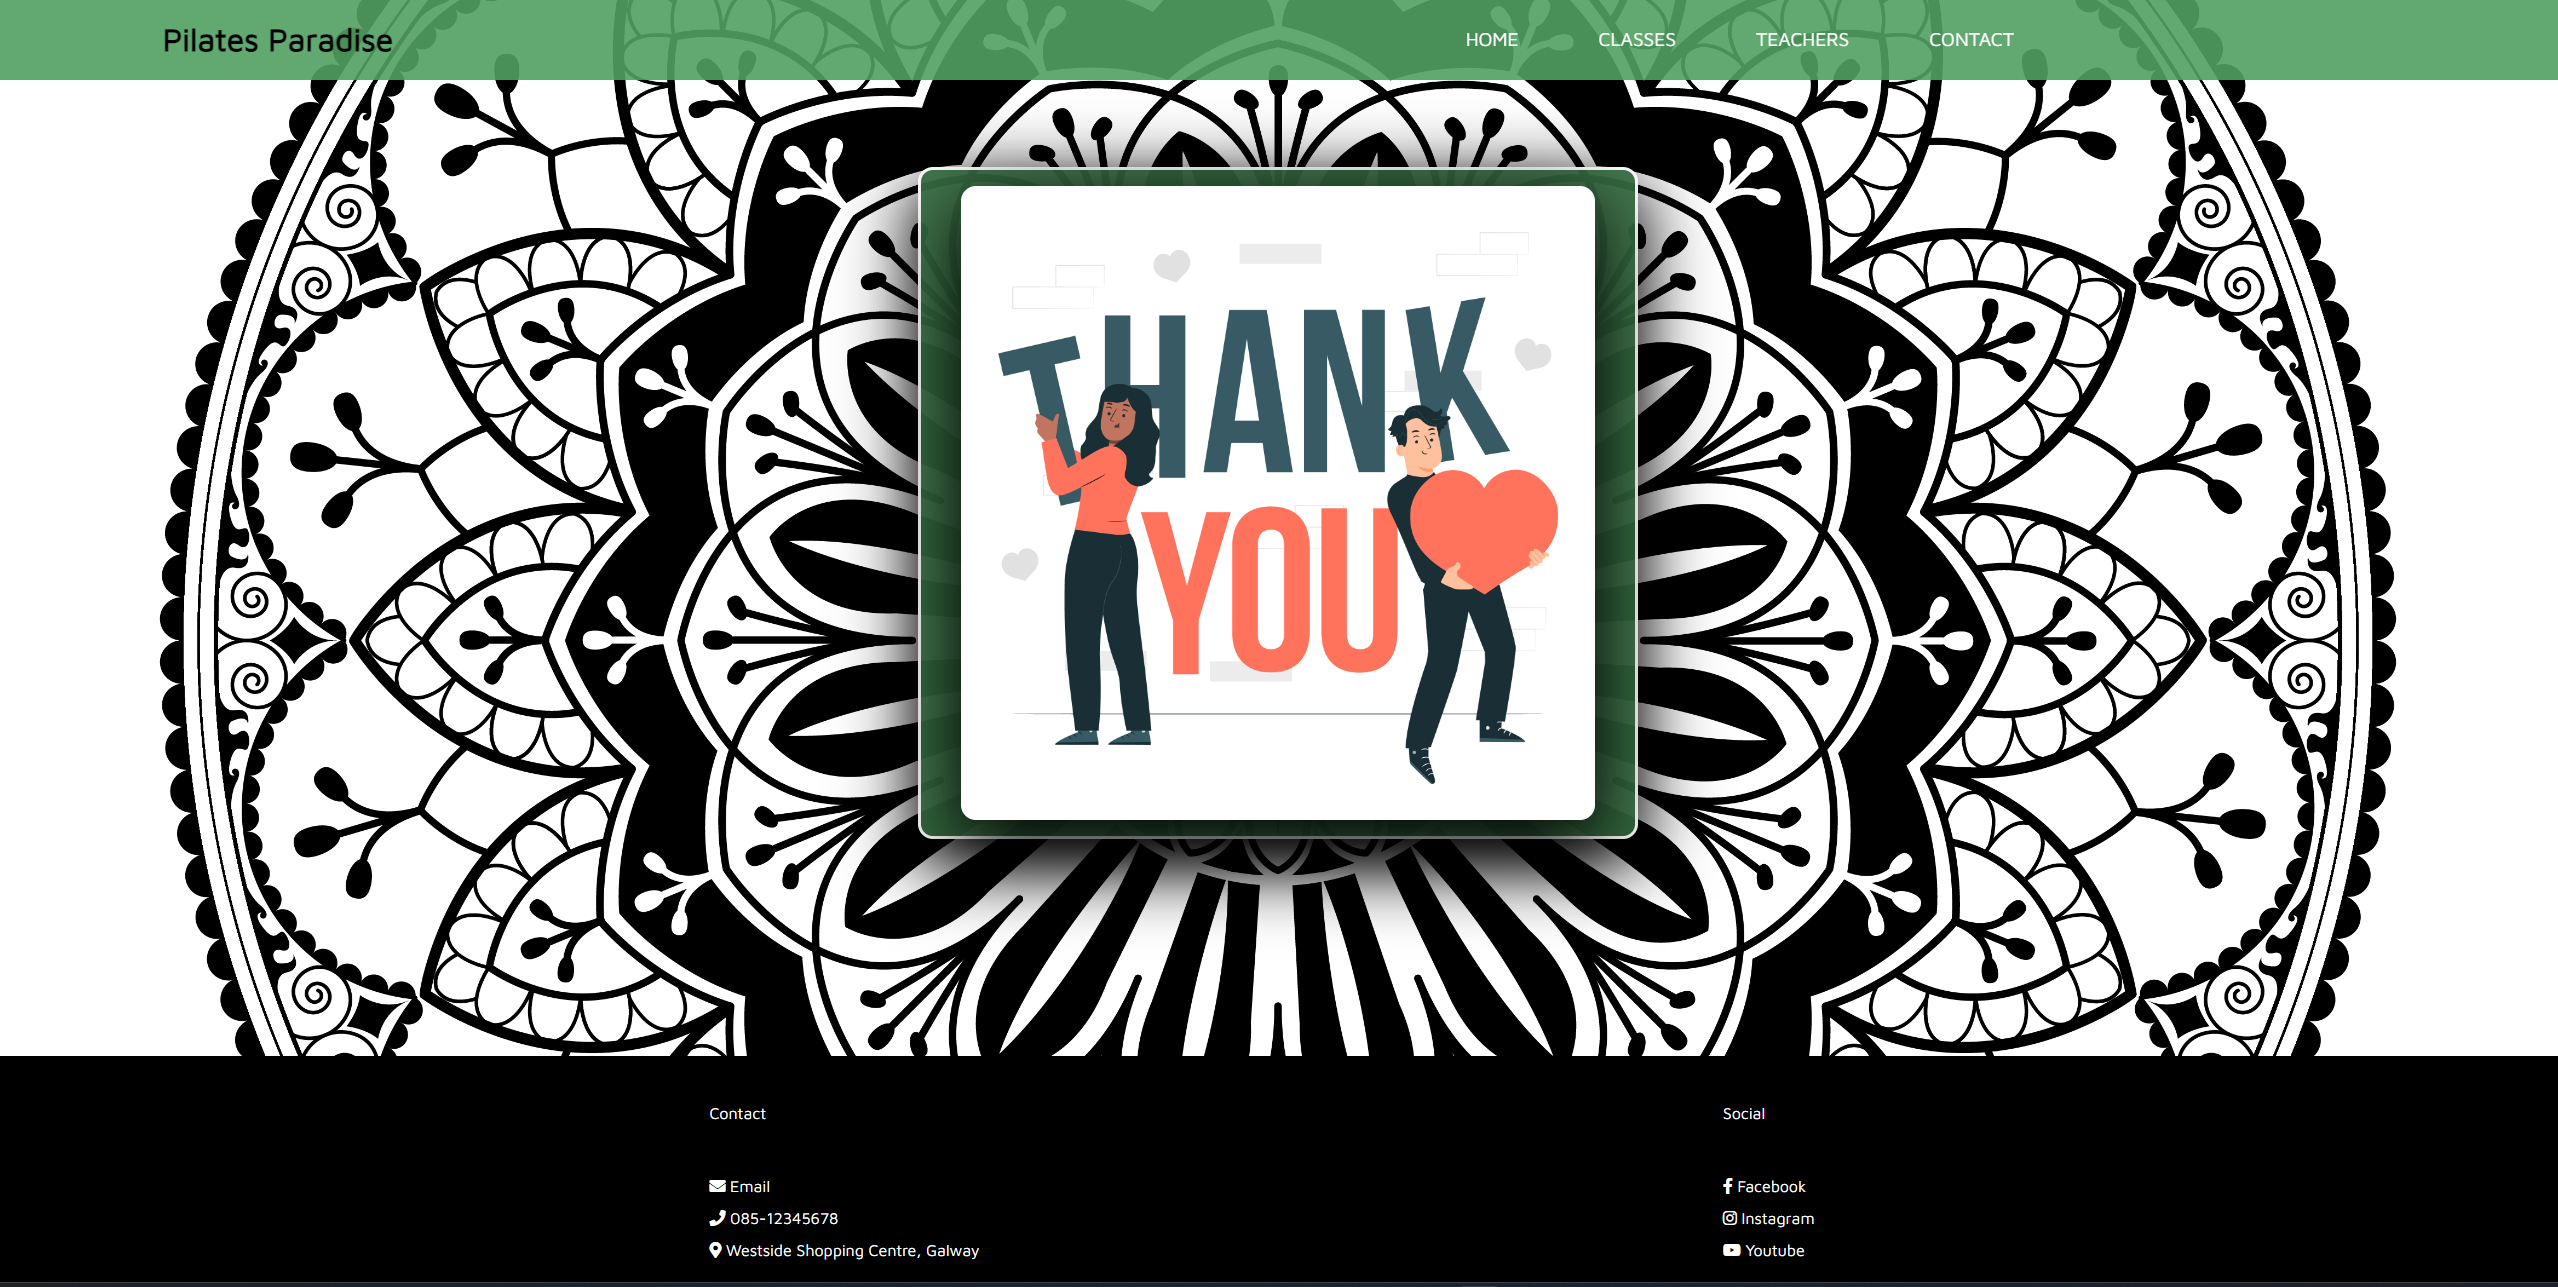 Pilates Paradise
HOME CLASSES TEACHERS CONTACT
THANK
YOU
Contact
Email
085-12345678
Westside Shopping Centre, Galway
Social
Facebook
Instagram
Youtube